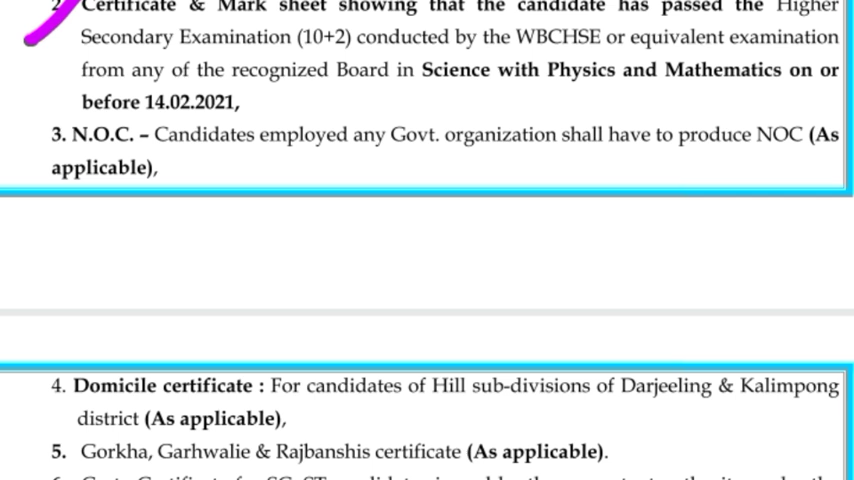 2. Certificate & Mark sheet showing that the candidate has passed the Higher
Secondary Examination (10+2) conducted by the WBCHSE or equivalent examination
from any of the recognized Board in Science with Physics and Mathematics on or
before 14.02.2021,
3. N.O.C. – Candidates employed any Govt. organization shall have to produce NOC (As
applicable),
4. Domicile certificate : For candidates of Hill sub-divisions of Darjeeling & Kalimpong
district (As applicable),
5. Gorkha, Garhwalie & Rajbanshis certificate (As applicable).